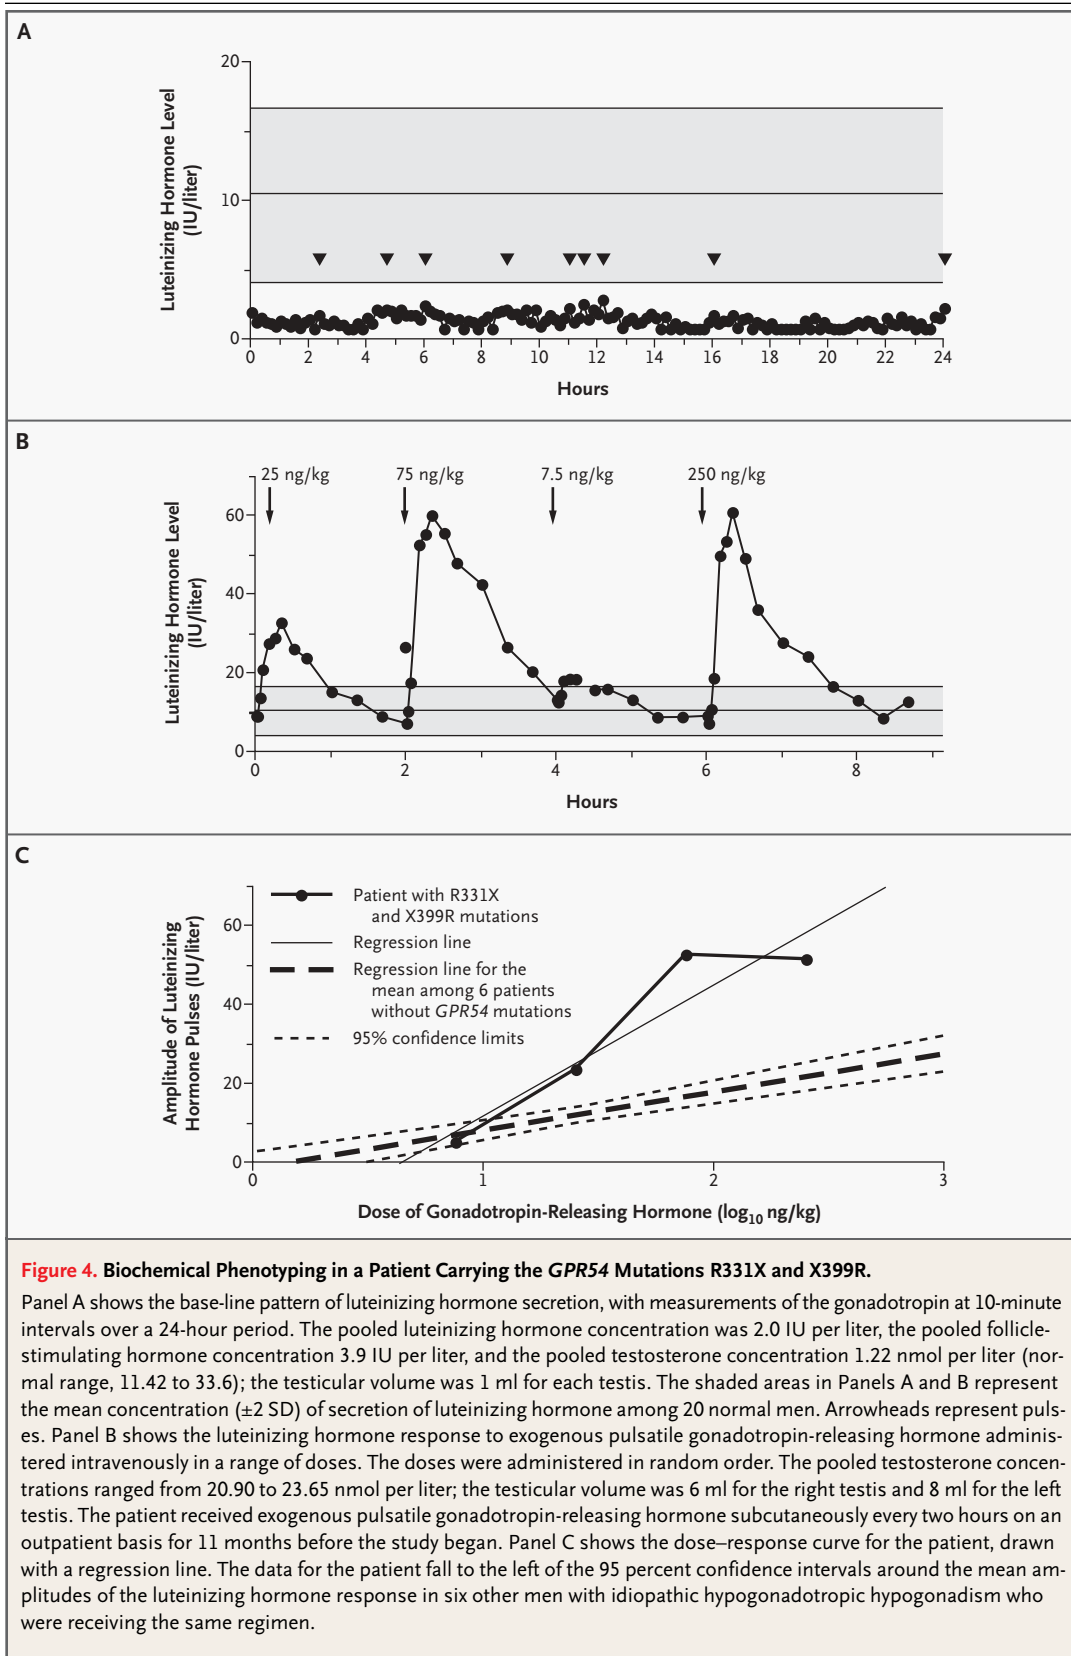 A
20
10
0
Luteinizing Hormone Level
(IU/liter)
0 2 4 6 8 10 12 14 16 18 20 22 24
Hours
B
25 ng/kg 75 ng/kg 7.5 ng/kg 250 ng/kg
60
40
20
0
Luteinizing Hormone Level
(IU/liter)
0 2 4 6 8
Hours
C
Patient with R331X
and X399R mutations
Regression line
Regression line for the
mean among 6 patients
without GPR54 mutations
95% confidence limits
60
40
20
0
Amplitude of Luteinizing
Hormone Pulses (IU/liter)
0 1 2 3
Dose of Gonadotropin-Releasing Hormone (log10 ng/kg)
Figure 4. Biochemical Phenotyping in a Patient Carrying the GPR54 Mutations R331X and X399R.
Panel A shows the base-line pattern of luteinizing hormone secretion, with measurements of the gonadotropin at 10-minute
intervals over a 24-hour period. The pooled luteinizing hormone concentration was 2.0 IU per liter, the pooled follicle-
stimulating hormone concentration 3.9 IU per liter, and the pooled testosterone concentration 1.22 nmol per liter (nor-
mal range, 11.42 to 33.6); the testicular volume was 1 ml for each testis. The shaded areas in Panels A and B represent
the mean concentration (±2 SD) of secretion of luteinizing hormone among 20 normal men. Arrowheads represent puls-
es. Panel B shows the luteinizing hormone response to exogenous pulsatile gonadotropin-releasing hormone adminis-
tered intravenously in a range of doses. The doses were administered in random order. The pooled testosterone concen-
trations ranged from 20.90 to 23.65 nmol per liter; the testicular volume was 6 ml for the right testis and 8 ml for the left
testis. The patient received exogenous pulsatile gonadotropin-releasing hormone subcutaneously every two hours on an
outpatient basis for 11 months before the study began. Panel C shows the dose–response curve for the patient, drawn
with a regression line. The data for the patient fall to the left of the 95 percent confidence intervals around the mean am-
plitudes of the luteinizing hormone response in six other men with idiopathic hypogonadotropic hypogonadism who
were receiving the same regimen.